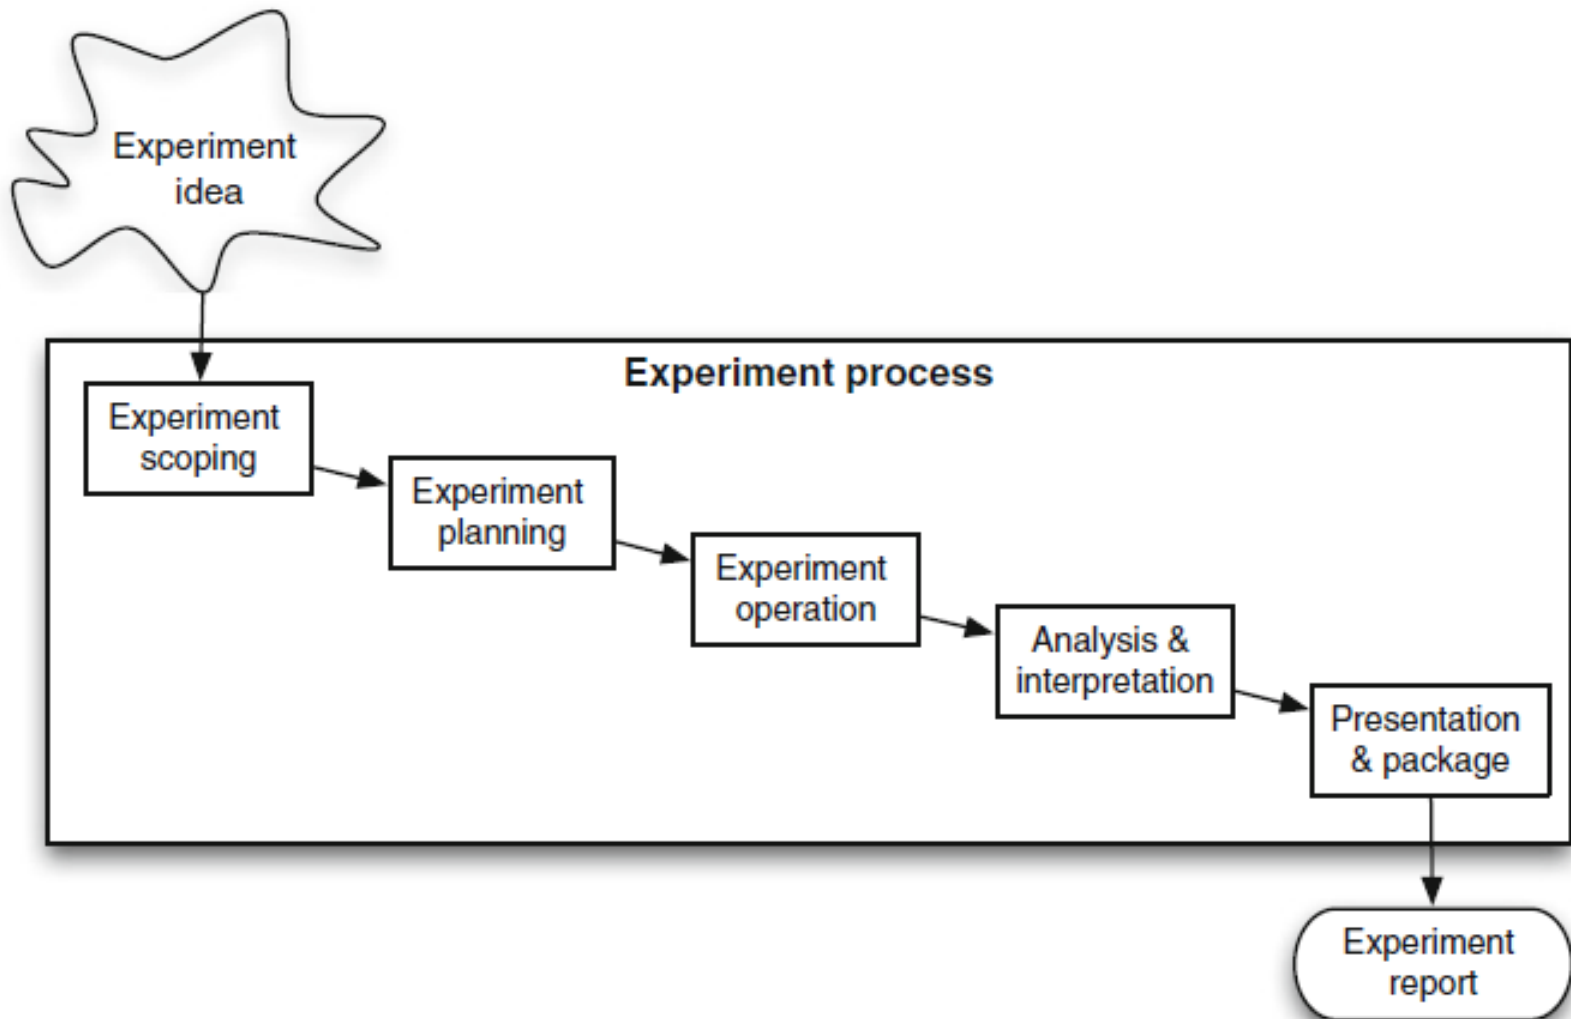 Experiment
idea
Experiment process
Experiment
scoping
Experiment
planning
Experiment
operation
Analysis &
interpretation
Presentation
& package
Experiment
report